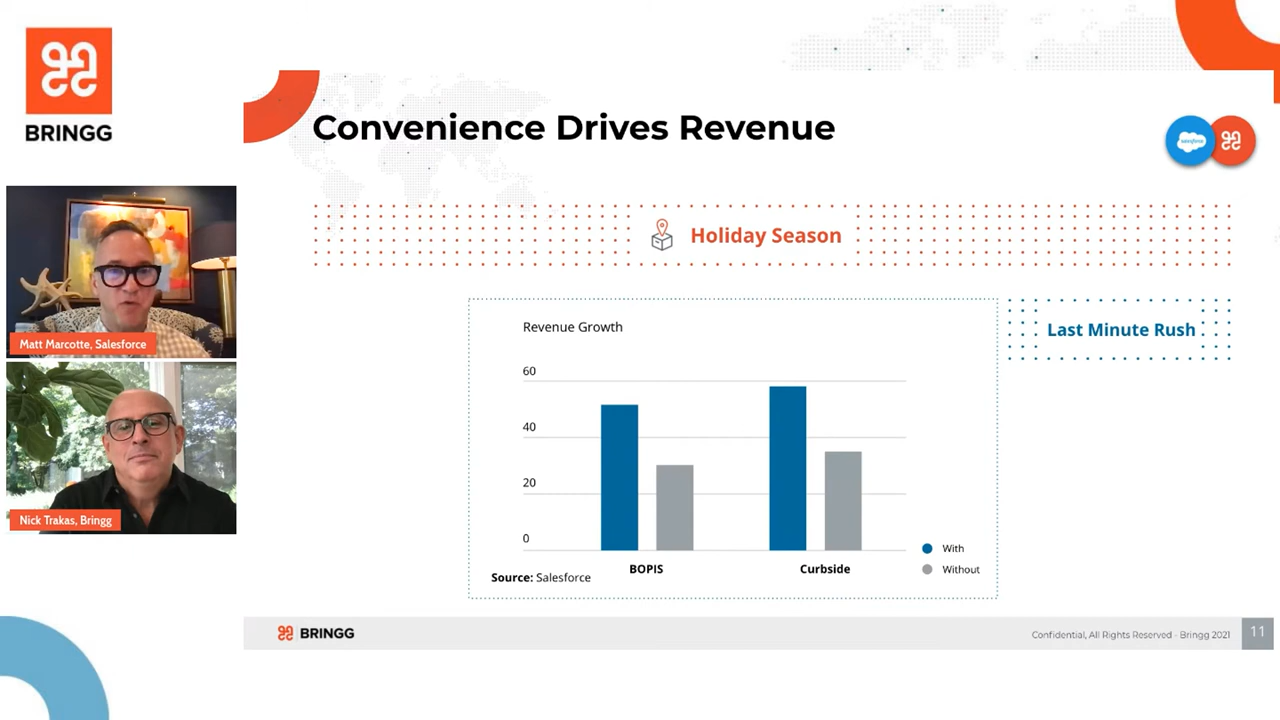 BRINGG
Convenience Drives Revenue
salesforce
Holiday Season
Last Minute Rush
Matt Marcotte, Salesforce
Nick Trakas, Bringg
Revenue Growth
60
40
20
0
BOPIS
Curbside
With
Without
Source: Salesforce
BRINGG
Confidential, All Rights Reserved - Bringg 2021
11